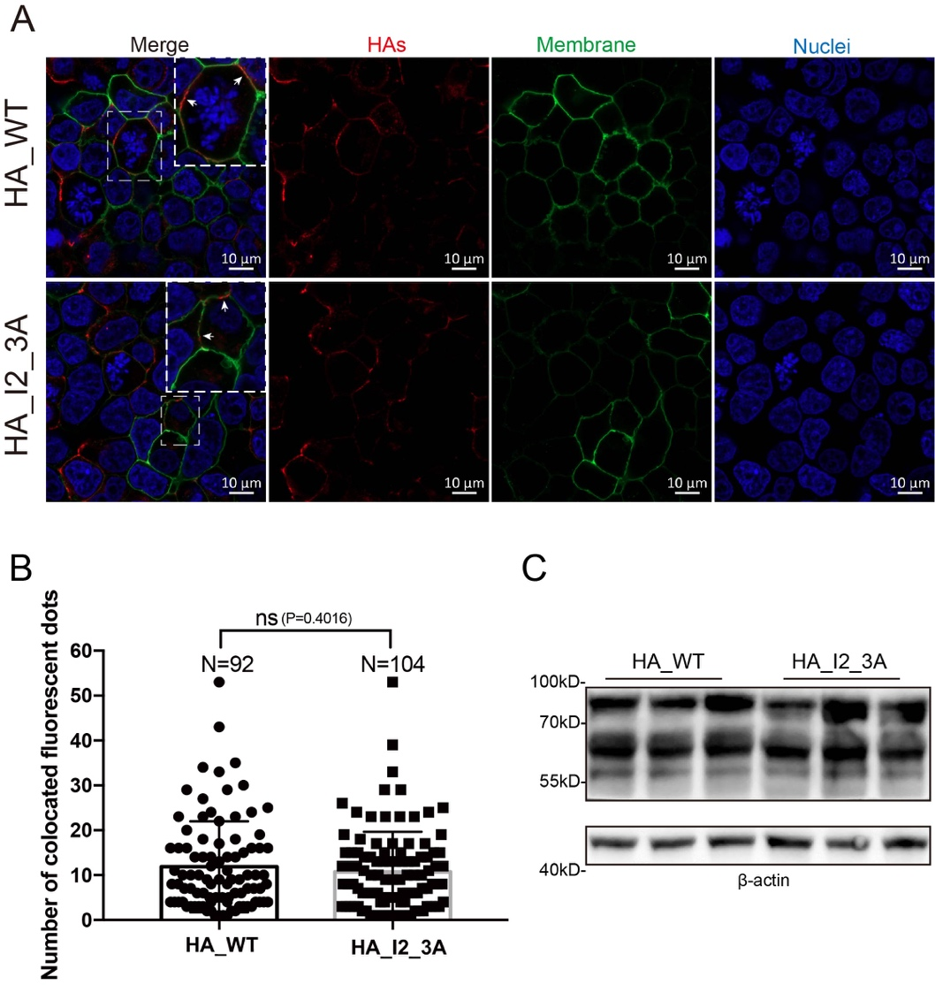 A
Merge HAs Membrane Nuclei
HA_WT
10 μm 10 μm 10 μm 10 μm
HA_I2_3A
10 μm 10 μm 10 μm 10 μm
B
Number of colocated fluorescent dots
ns (P=0.4016)
N=92 N=104
60
50
40
30
20
10
0
HA_WT HA_I2_3A
C
HA_WT HA_I2_3A
100kD-
70kD-
55kD-
40kD-
β-actin